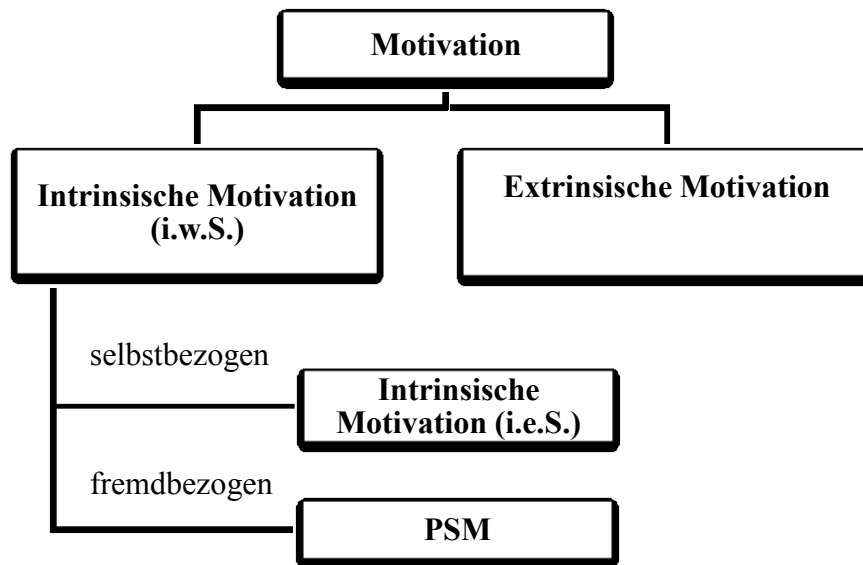 Motivation
Intrinsische Motivation
(i.w.S.)
Extrinsische Motivation
selbstbezogen
Intrinsische
Motivation (i.e.S.)
fremdbezogen
PSM